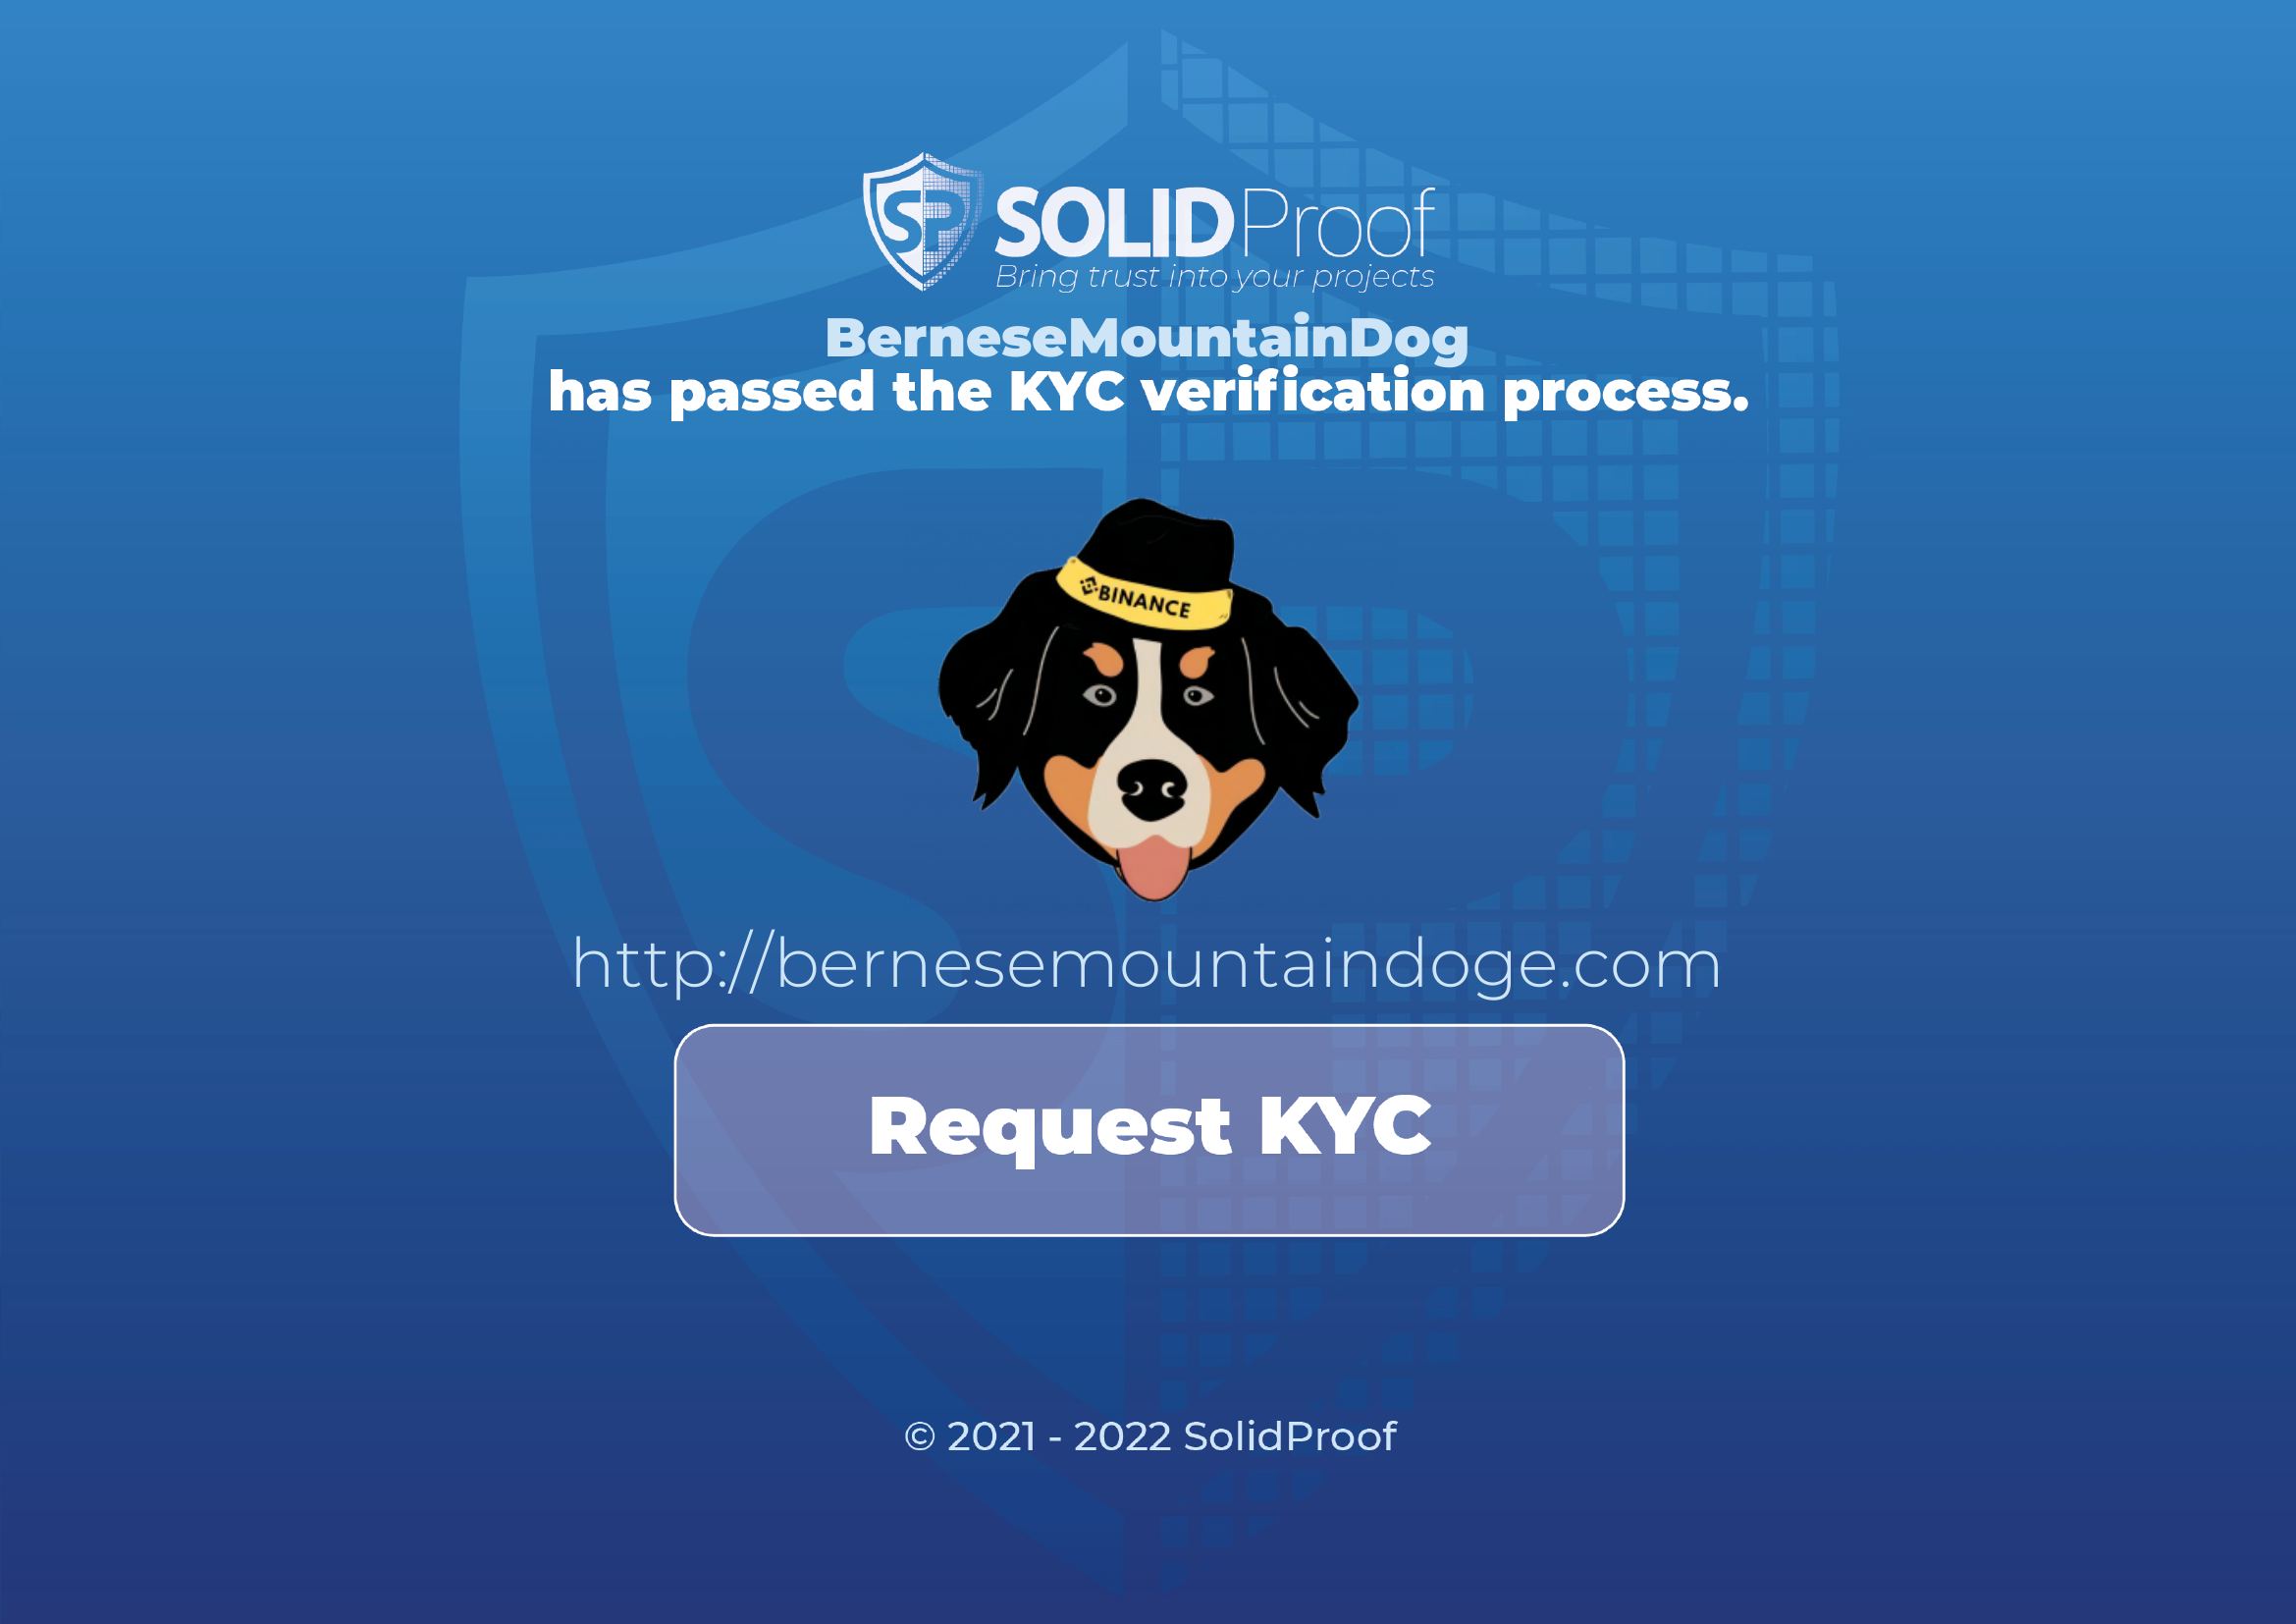 SP SOLIDProof
Bring trust into your projects
BerneseMountainDog
has passed the KYC verification process.
BINANCE
http://bernesemountaindoge.com
Request KYC
© 2021 - 2022 SolidProof